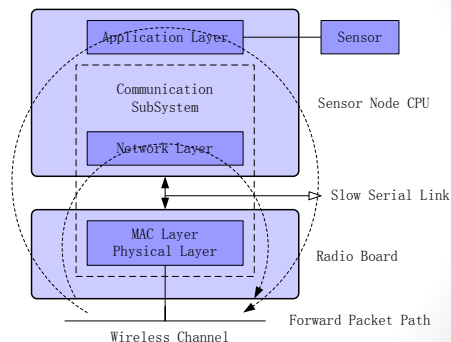 Application Layer
Sensor
Communication
SubSystem
Sensor Node CPU
Network Layer
Slow Serial Link
MAC Layer
Physical Layer
Radio Board
Forward Packet Path
Wireless Channel